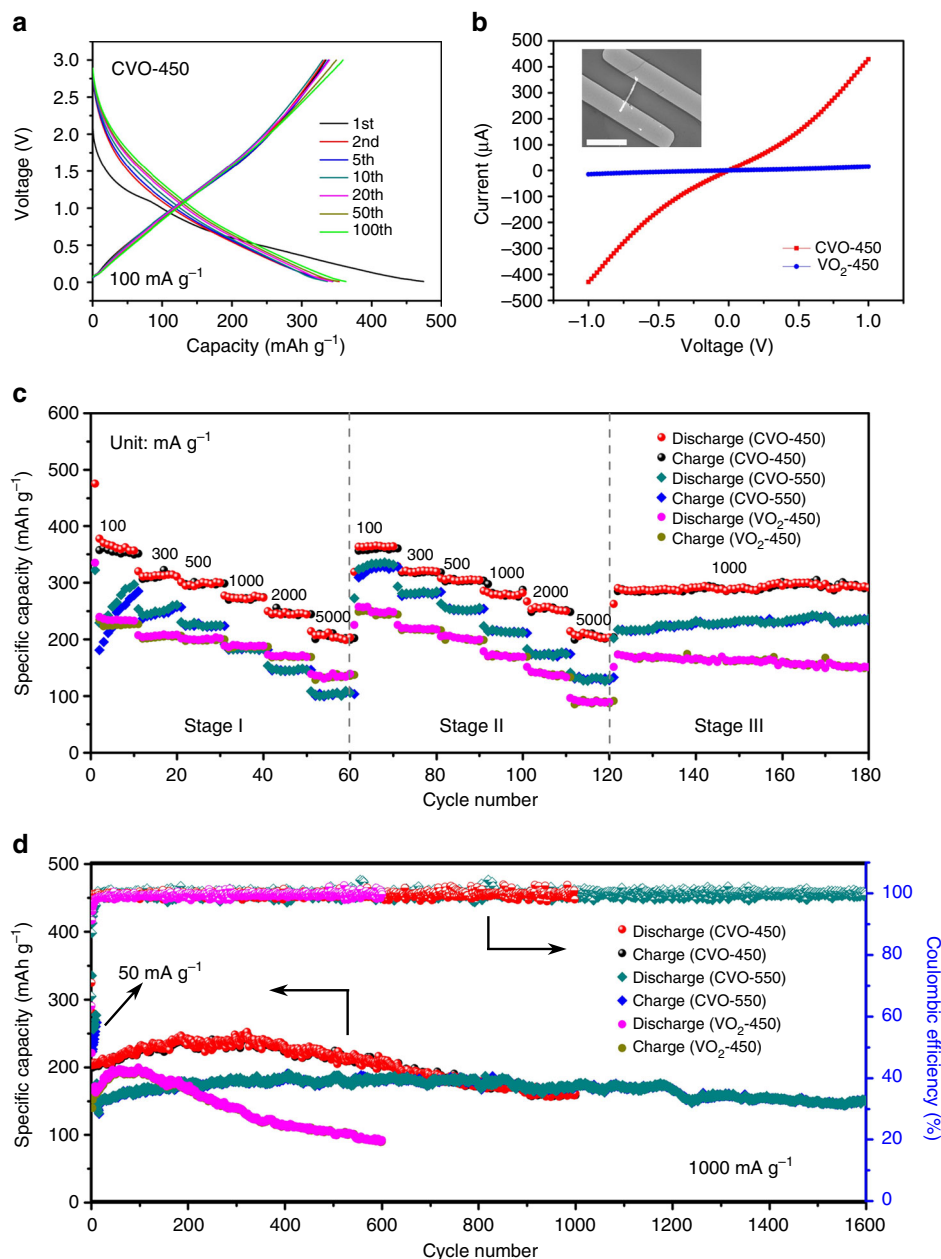 a
CVO-450
3.0
2.5
2.0
1.5
1.0
0.5
0.0
Voltage (V)
1st
2nd
5th
10th
20th
50th
100th
100 mA g⁻¹
0
100
200
300
400
500
Capacity (mAh g⁻¹)
b
500
400
300
200
100
0
−100
−200
−300
−400
−500
Current (µA)
CVO-450
VO₂-450
−1.0
−0.5
0.0
0.5
1.0
Voltage (V)
c
600
500
400
300
200
100
0
Specific capacity (mAh g⁻¹)
Unit: mA g⁻¹
Discharge (CVO-450)
Charge (CVO-450)
Discharge (CVO-550)
Charge (CVO-550)
Discharge (VO₂-450)
Charge (VO₂-450)
100
300
500
1000
2000
5000
100
300
500
1000
2000
5000
1000
Stage I
Stage II
Stage III
0
20
40
60
80
100
120
140
160
180
Cycle number
d
500
400
300
200
100
0
Specific capacity (mAh g⁻¹)
50 mA g⁻¹
Discharge (CVO-450)
Charge (CVO-450)
Discharge (CVO-550)
Charge (CVO-550)
Discharge (VO₂-450)
Charge (VO₂-450)
1000 mA g⁻¹
100
80
60
40
20
0
Coulombic efficiency (%)
0
200
400
600
800
1000
1200
1400
1600
Cycle number